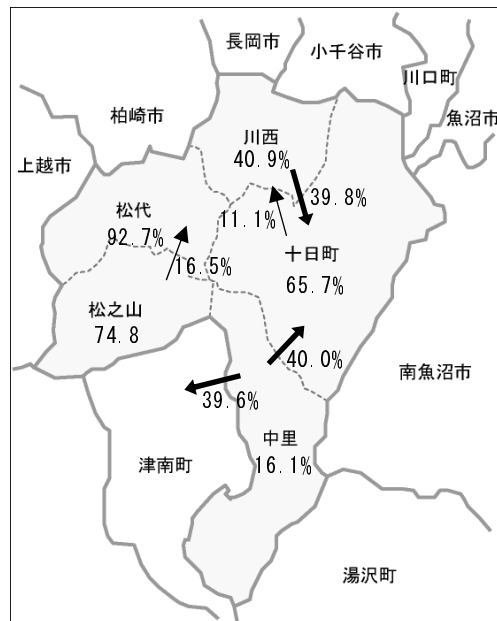 長岡市
小千谷市
川口町
魚沼市
柏崎市
上越市
川西
40.9%
39.8%
11.1%
松代
92.7%
16.5%
十日町
65.7%
松之山
74.8
40.0%
39.6%
南魚沼市
中里
16.1%
津南町
湯沢町